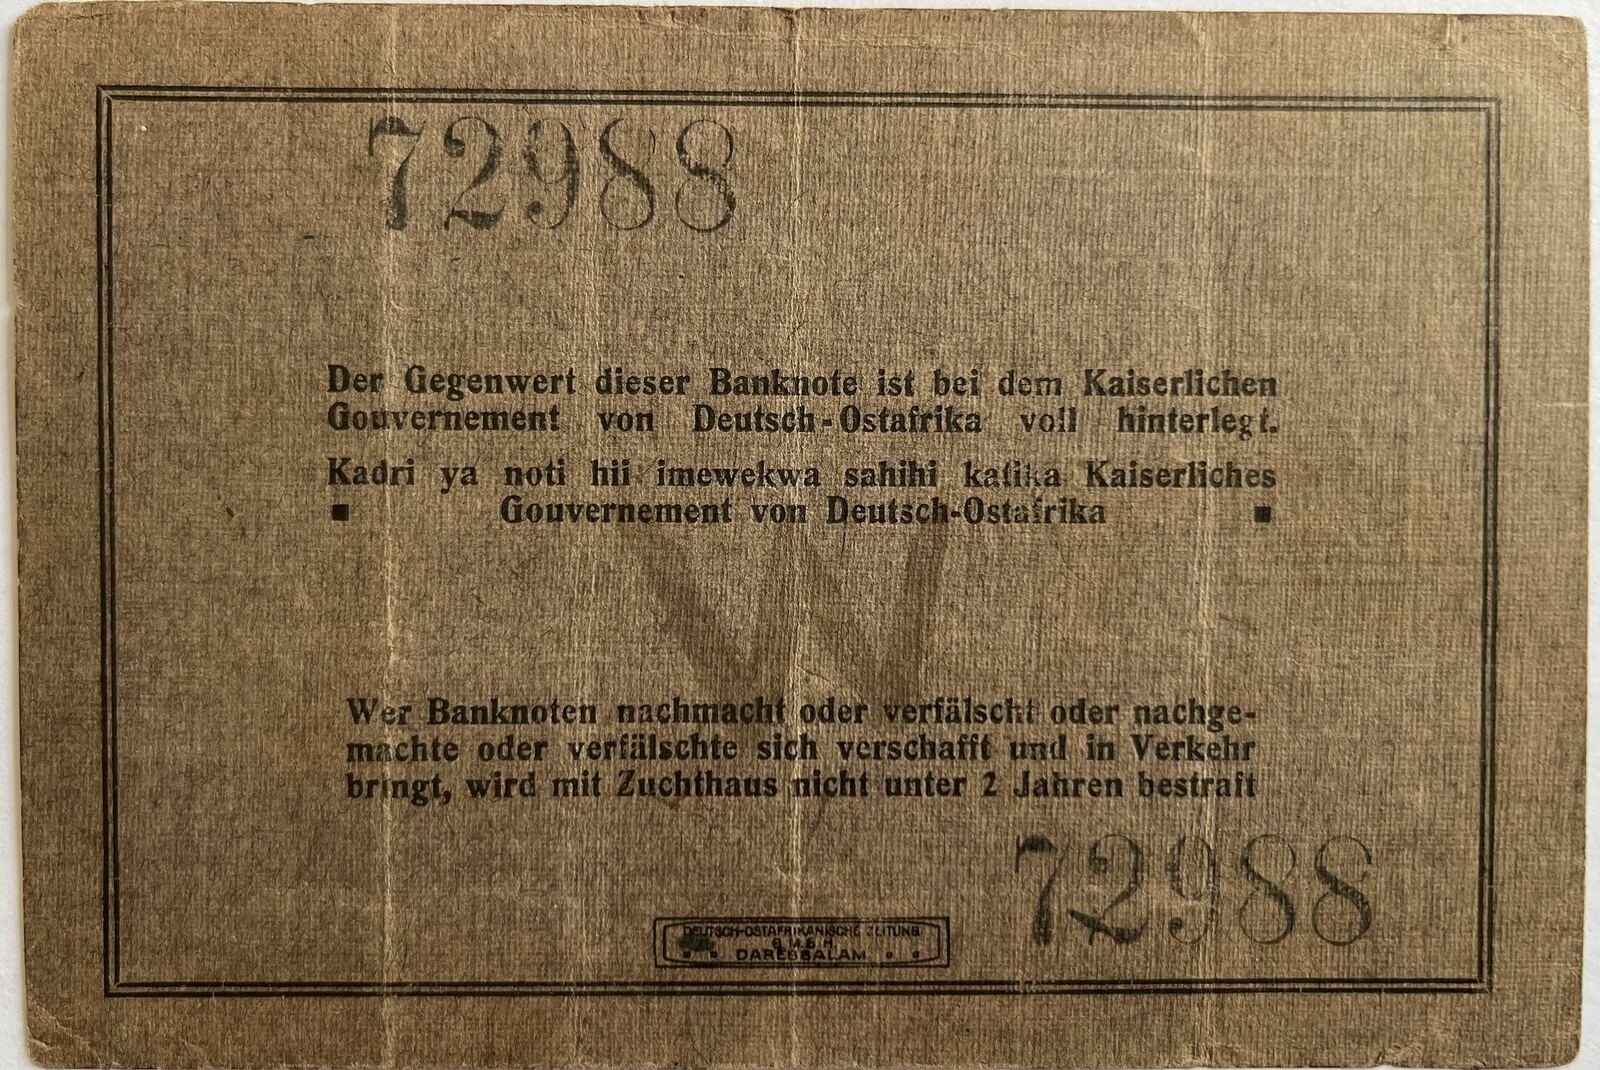 72988
Der Gegenwert dieser Banknote ist bei dem Kaiserlichen
Gouvernement von Deutsch-Ostafrika voll hinterlegt.
Kadri ya noti hii imewekwa sahihi katika Kaiserliches
Gouvernement von Deutsch-Ostafrika
Wer Banknoten nachmacht oder verfälscht oder nachge-
machte oder verfälschte sich verschafft und in Verkehr
bringt, wird mit Zuchthaus nicht unter 2 Jahren bestraft
72988
DEUTSCH-OSTAFRIKANISCHE ZEITUNG
G.M.B.H.
DARESSALAM